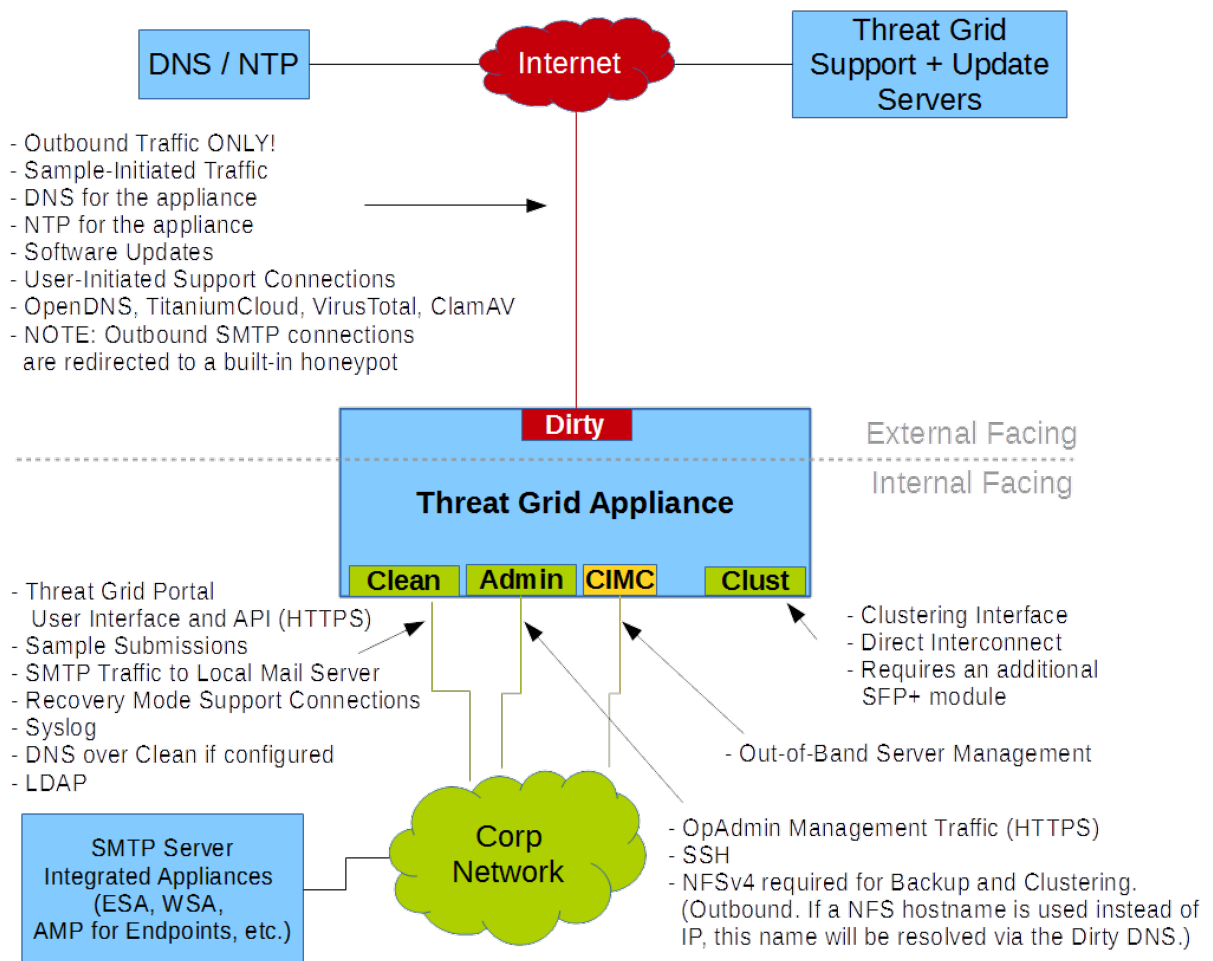 DNS / NTP
Internet
Threat Grid
Support + Update
Servers
- Outbound Traffic ONLY!
- Sample-Initiated Traffic
- DNS for the appliance
- NTP for the appliance
- Software Updates
- User-Initiated Support Connections
- OpenDNS, TitaniumCloud, VirusTotal, ClamAV
- NOTE: Outbound SMTP connections
are redirected to a built-in honeypot
Dirty
External Facing
Internal Facing
Threat Grid Appliance
Clean
Admin
CIMC
Clust
- Threat Grid Portal
User Interface and API (HTTPS)
- Sample Submissions
- SMTP Traffic to Local Mail Server
- Recovery Mode Support Connections
- Syslog
- DNS over Clean if configured
- LDAP
- Clustering Interface
- Direct Interconnect
- Requires an additional
SFP+ module
- Out-of-Band Server Management
Corp
Network
SMTP Server
Integrated Appliances
(ESA, WSA,
AMP for Endpoints, etc.)
- OpAdmin Management Traffic (HTTPS)
- SSH
- NFSv4 required for Backup and Clustering.
(Outbound. If a NFS hostname is used instead of
IP, this name will be resolved via the Dirty DNS.)